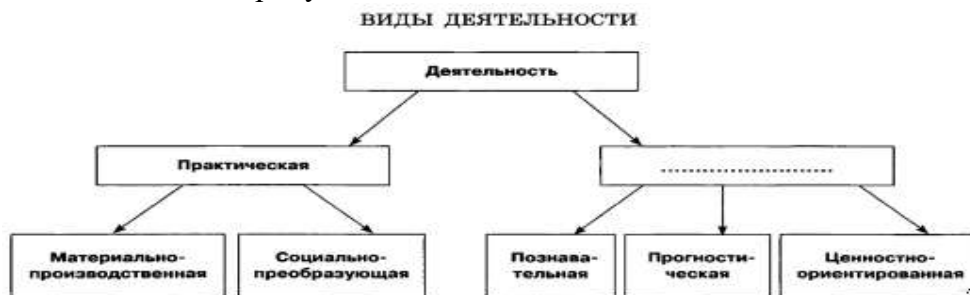 ВИДЫ ДЕЯТЕЛЬНОСТИ
Деятельность
Практическая
............................
Материально-
производственная
Социально-
преобразующая
Познава-
тельная
Прогности-
ческая
Ценностно-
ориентированная